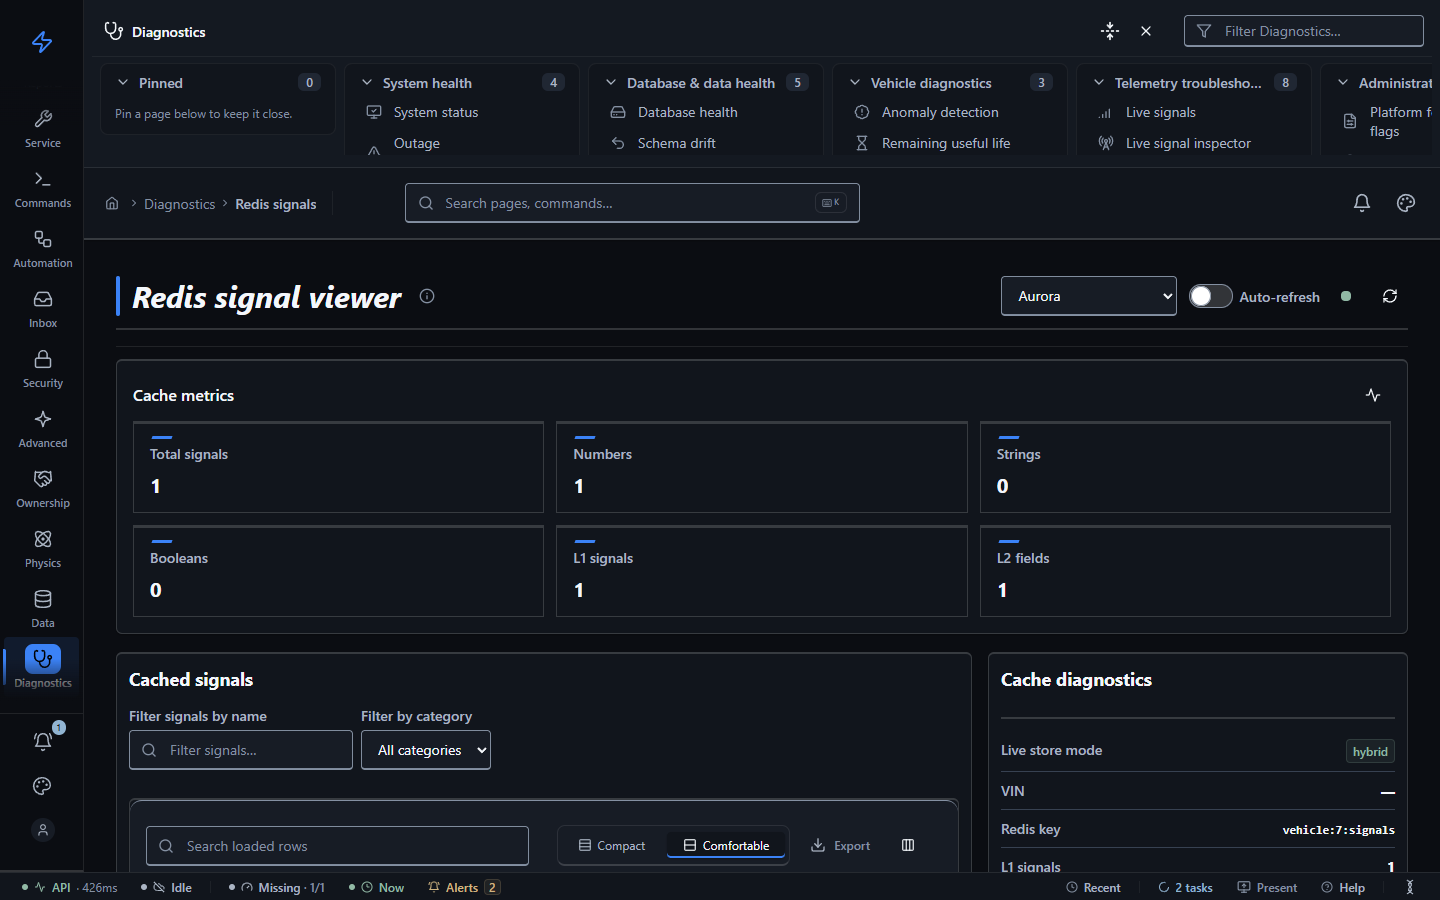 Diagnostics
Filter Diagnostics...
Pinned
0
Pin a page below to keep it close.
System health
4
System status
Outage
Database & data health
5
Database health
Schema drift
Vehicle diagnostics
3
Anomaly detection
Remaining useful life
Telemetry troublesho...
8
Live signals
Live signal inspector
Administrat
Platform f
flags
Service
Commands
Automation
Inbox
Security
Advanced
Ownership
Physics
Data
Diagnostics
1
Diagnostics
Redis signals
Search pages, commands...
K
Redis signal viewer
Aurora
Auto-refresh
Cache metrics
Total signals
1
Numbers
1
Strings
0
Booleans
0
L1 signals
1
L2 fields
1
Cached signals
Filter signals by name
Filter signals...
Filter by category
All categories
Search loaded rows
Compact
Comfortable
Export
Cache diagnostics
Live store mode
hybrid
VIN
—
Redis key
vehicle:7:signals
L1 signals
1
API · 426ms
Idle
Missing · 1/1
Now
Alerts 2
Recent
2 tasks
Present
Help